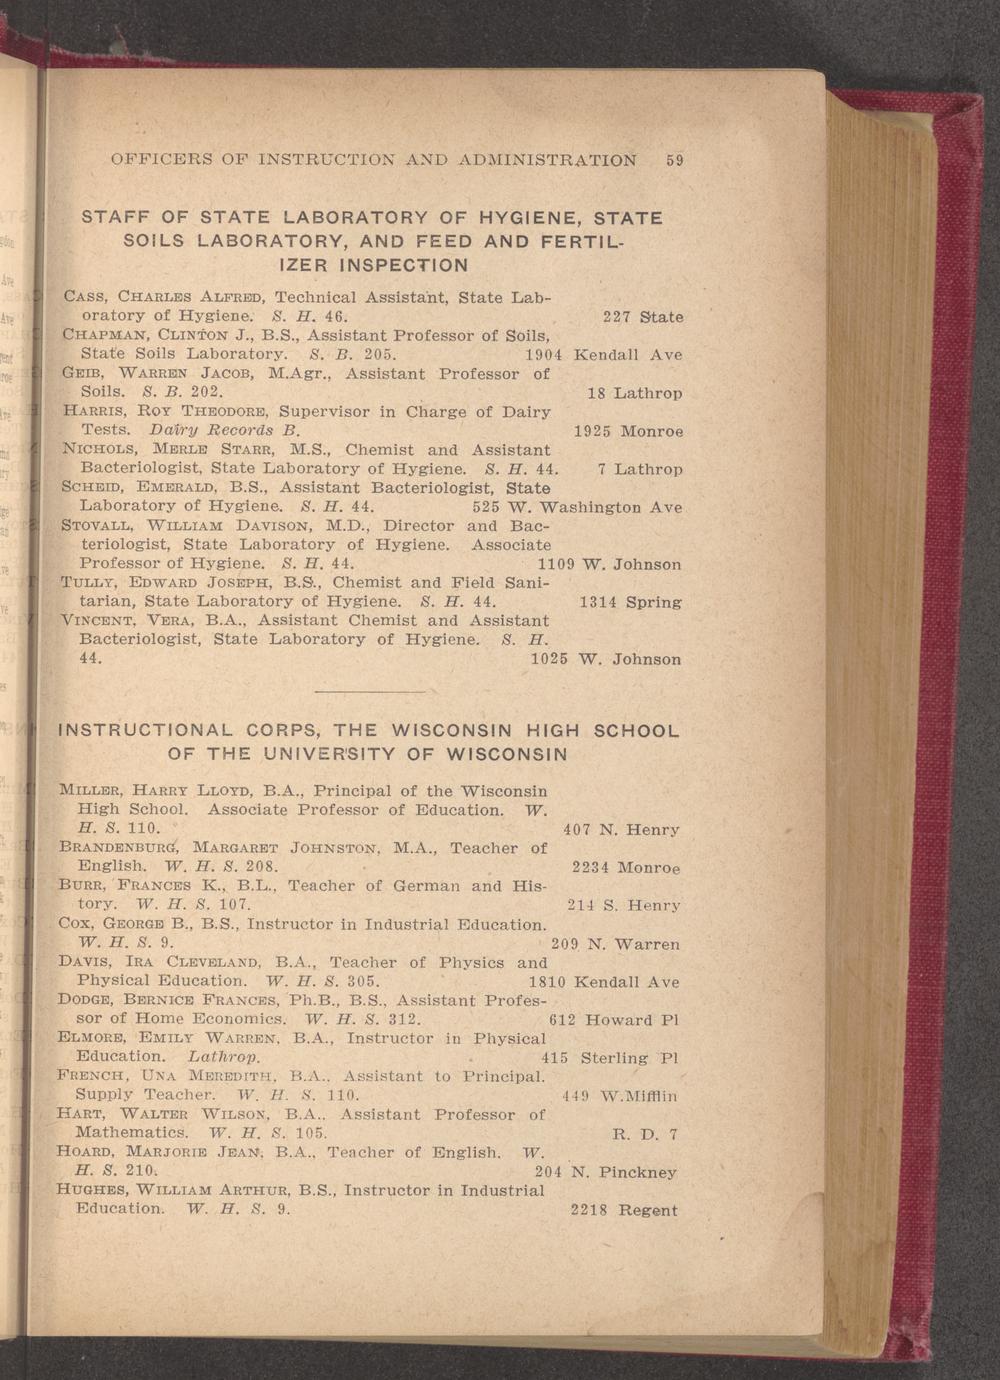 OFFICERS OF INSTRUCTION AND ADMINISTRATION 59
STAFF OF STATE LABORATORY OF HYGIENE, STATE
SOILS LABORATORY, AND FEED AND FERTIL-
IZER INSPECTION
CASS, CHARLES ALFRED, Technical Assistant, State Lab-
oratory of Hygiene. S. H. 46. 227 State
CHAPMAN, CLINTON J., B.S., Assistant Professor of Soils,
State Soils Laboratory. S. B. 205. 1904 Kendall Ave
GEIB, WARREN JACOB, M.Agr., Assistant Professor of
Soils. S. B. 202. 18 Lathrop
HARRIS, ROY THEODORE, Supervisor in Charge of Dairy
Tests. Dairy Records B. 1925 Monroe
NICHOLS, MERLE STARR, M.S., Chemist and Assistant
Bacteriologist, State Laboratory of Hygiene. S. H. 44. 7 Lathrop
SCHEID, EMERALD, B.S., Assistant Bacteriologist, State
Laboratory of Hygiene. S. H. 44. 525 W. Washington Ave
STOVALL, WILLIAM DAVISON, M.D., Director and Bac-
teriologist, State Laboratory of Hygiene. Associate
Professor of Hygiene. S. H. 44. 1109 W. Johnson
TULLY, EDWARD JOSEPH, B.S., Chemist and Field Sani-
tarian, State Laboratory of Hygiene. S. H. 44. 1314 Spring
VINCENT, VERA, B.A., Assistant Chemist and Assistant
Bacteriologist, State Laboratory of Hygiene. S. H.
44. 1025 W. Johnson
INSTRUCTIONAL CORPS, THE WISCONSIN HIGH SCHOOL
OF THE UNIVERSITY OF WISCONSIN
MILLER, HARRY LLOYD, B.A., Principal of the Wisconsin
High School. Associate Professor of Education. W.
H. S. 110. 407 N. Henry
BRANDENBURG, MARGARET JOHNSTON, M.A., Teacher of
English. W. H. S. 208. 2234 Monroe
BURR, FRANCES K., B.L., Teacher of German and His-
tory. W. H. S. 107. 214 S. Henry
COX, GEORGE B., B.S., Instructor in Industrial Education.
W. H. S. 9. 209 N. Warren
DAVIS, IRA CLEVELAND, B.A., Teacher of Physics and
Physical Education. W. H. S. 305. 1810 Kendall Ave
DODGE, BERNICE FRANCES, Ph.B., B.S., Assistant Profes-
sor of Home Economics. W. H. S. 312. 612 Howard Pl
ELMORE, EMILY WARREN, B.A., Instructor in Physical
Education. Lathrop. 415 Sterling Pl
FRENCH, UNA MEREDITH, B.A., Assistant to Principal.
Supply Teacher. W. H. S. 110. 449 W.Mifflin
HART, WALTER WILSON, B.A., Assistant Professor of
Mathematics. W. H. S. 105. R. D. 7
HOARD, MARJORIE JEAN, B.A., Teacher of English. W.
H. S. 210. 204 N. Pinckney
HUGHES, WILLIAM ARTHUR, B.S., Instructor in Industrial
Education. W. H. S. 9. 2218 Regent